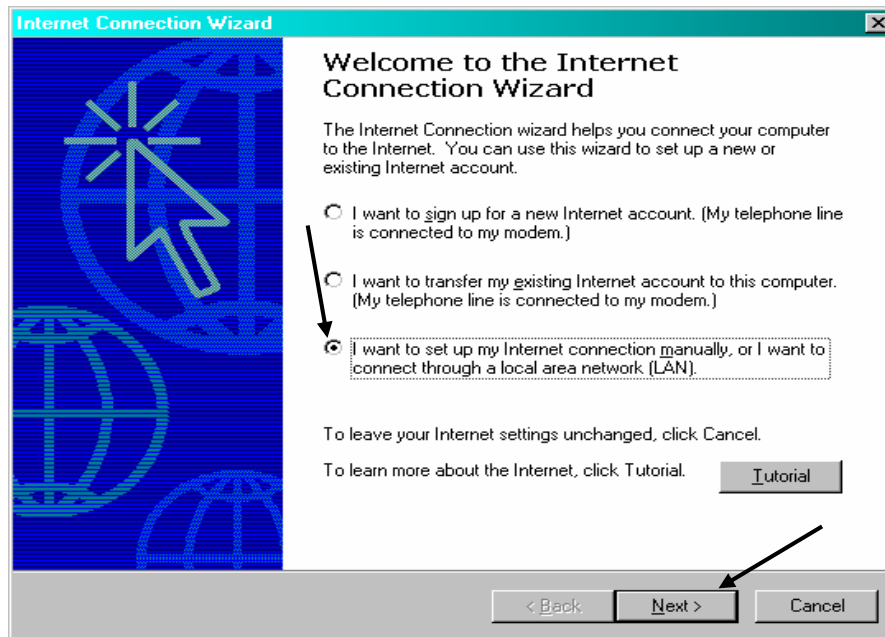 Internet Connection Wizard
Welcome to the Internet
Connection Wizard
The Internet Connection wizard helps you connect your computer
to the Internet.  You can use this wizard to set up a new or
existing Internet account.
I want to sign up for a new Internet account. (My telephone line
is connected to my modem.)
I want to transfer my existing Internet account to this computer.
(My telephone line is connected to my modem.)
I want to set up my Internet connection manually, or I want to
connect through a local area network (LAN).
To leave your Internet settings unchanged, click Cancel.
To learn more about the Internet, click Tutorial.
Tutorial
< Back
Next >
Cancel